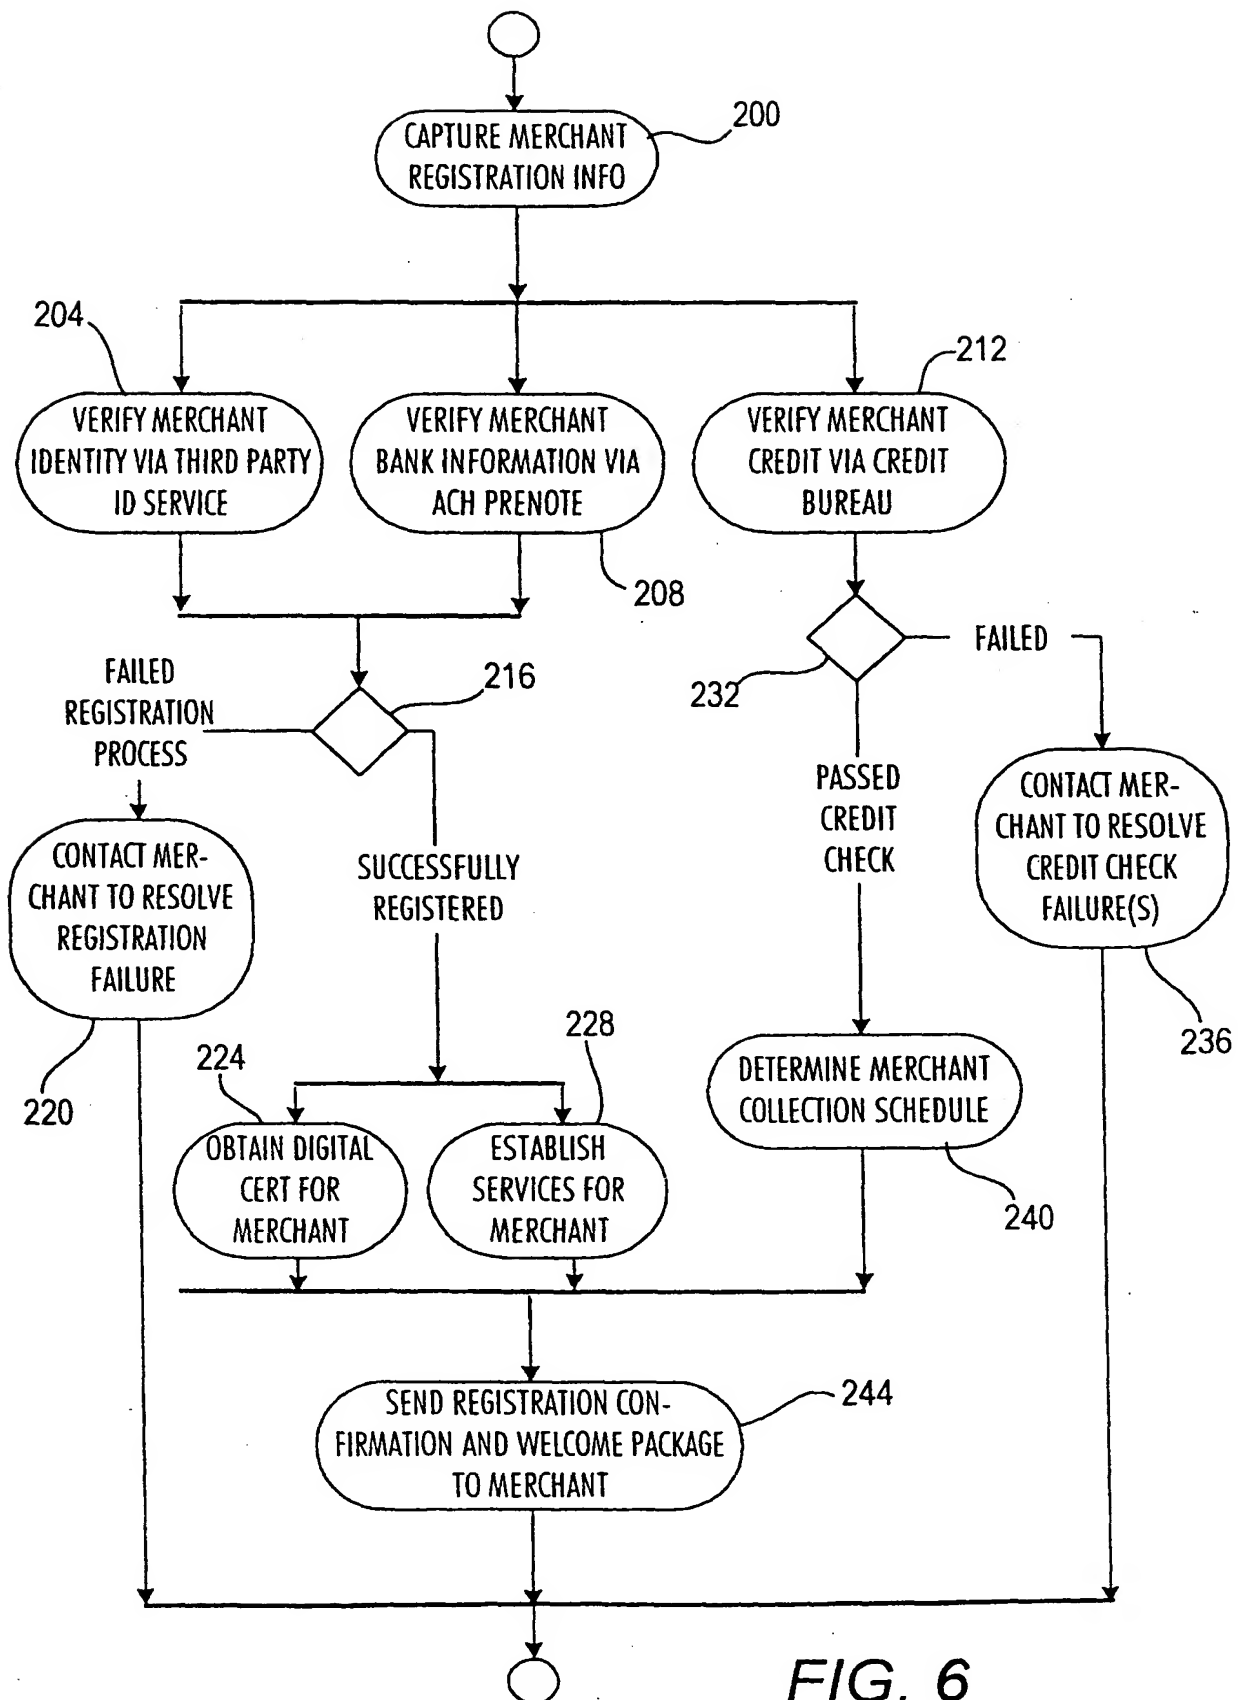 200
CAPTURE MERCHANT
REGISTRATION INFO
204
212
VERIFY MERCHANT
IDENTITY VIA THIRD PARTY
ID SERVICE
VERIFY MERCHANT
BANK INFORMATION VIA
ACH PRENOTE
VERIFY MERCHANT
CREDIT VIA CREDIT
BUREAU
208
FAILED
232
216
FAILED
REGISTRATION
PROCESS
PASSED
CREDIT
CHECK
CONTACT MER-
CHANT TO RESOLVE
CREDIT CHECK
FAILURE(S)
CONTACT MER-
CHANT TO RESOLVE
REGISTRATION
FAILURE
SUCCESSFULLY
REGISTERED
236
220
224
228
DETERMINE MERCHANT
COLLECTION SCHEDULE
OBTAIN DIGITAL
CERT FOR
MERCHANT
ESTABLISH
SERVICES FOR
MERCHANT
240
SEND REGISTRATION CON-
FIRMATION AND WELCOME PACKAGE
TO MERCHANT
244
FIG. 6